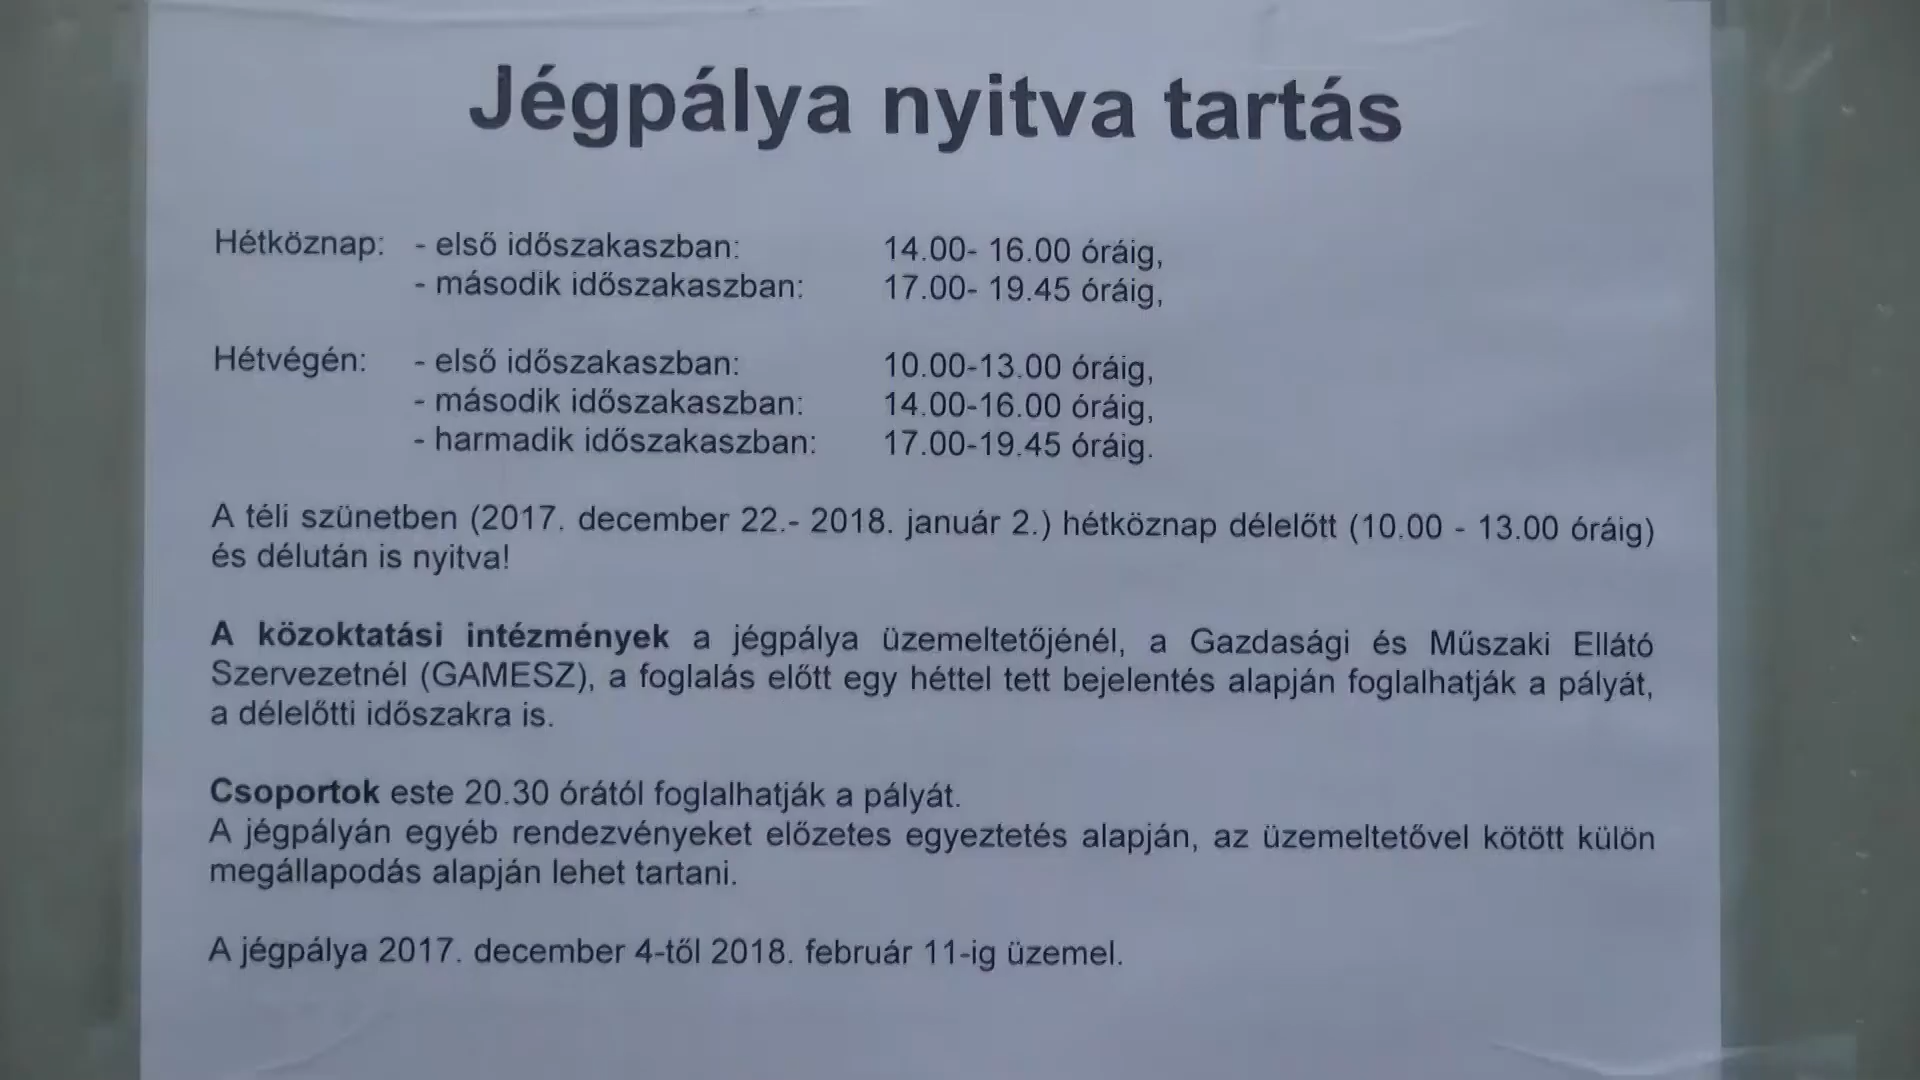 Jégpálya nyitva tartás
Hétköznap: - első időszakaszban: 14.00- 16.00 óráig,
- második időszakaszban: 17.00- 19.45 óráig,
Hétvégén: - első időszakaszban: 10.00-13.00 óráig,
- második időszakaszban: 14.00-16.00 óráig,
- harmadik időszakaszban: 17.00-19.45 óráig.
A téli szünetben (2017. december 22.- 2018. január 2.) hétköznap délelőtt (10.00 - 13.00 óráig)
és délután is nyitva!
A közoktatási intézmények a jégpálya üzemeltetőjénél, a Gazdasági és Műszaki Ellátó
Szervezetnél (GAMESZ), a foglalás előtt egy héttel tett bejelentés alapján foglalhatják a pályát,
a délelőtti időszakra is.
Csoportok este 20.30 órától foglalhatják a pályát.
A jégpályán egyéb rendezvényeket előzetes egyeztetés alapján, az üzemeltetővel kötött külön
megállapodás alapján lehet tartani.
A jégpálya 2017. december 4-től 2018. február 11-ig üzemel.